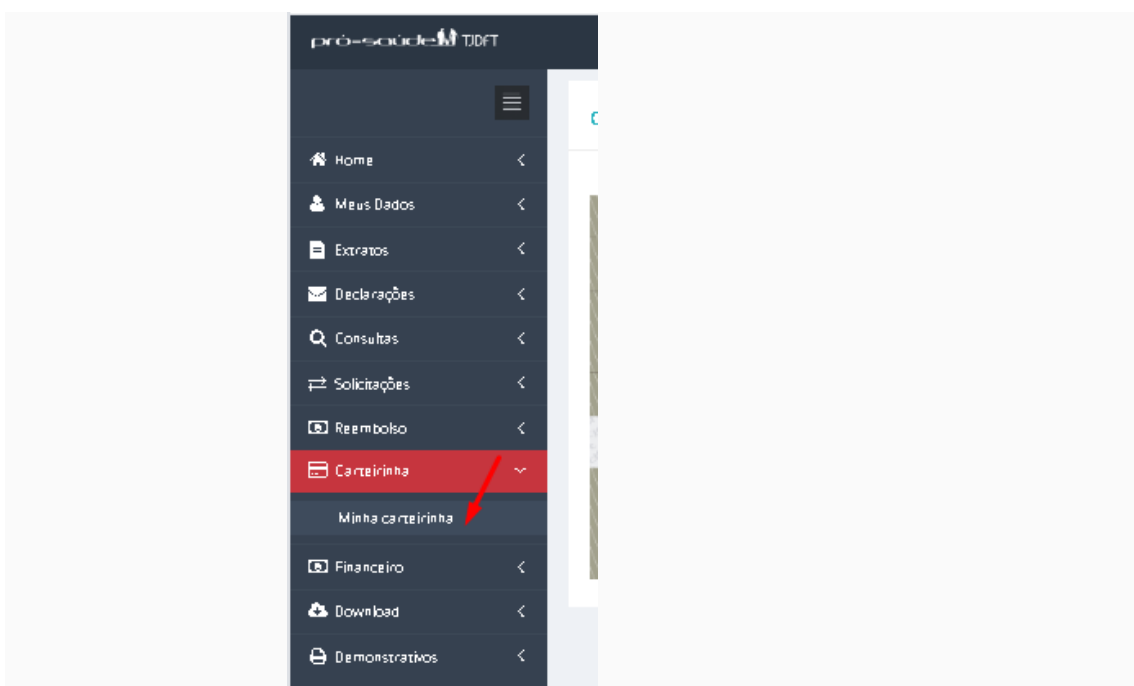 pró-saúde TJDFT
Home
Meus Dados
Extratos
Declarações
Consultas
Solicitações
Reembolso
Carteirinha
Minha carteirinha
Financeiro
Download
Demonstrativos